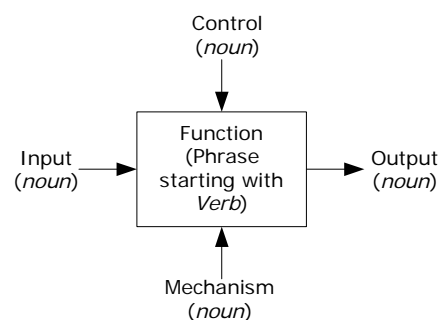 Control
(noun)
Function
(Phrase
starting with
Verb)
Input
(noun)
Output
(noun)
Mechanism
(noun)